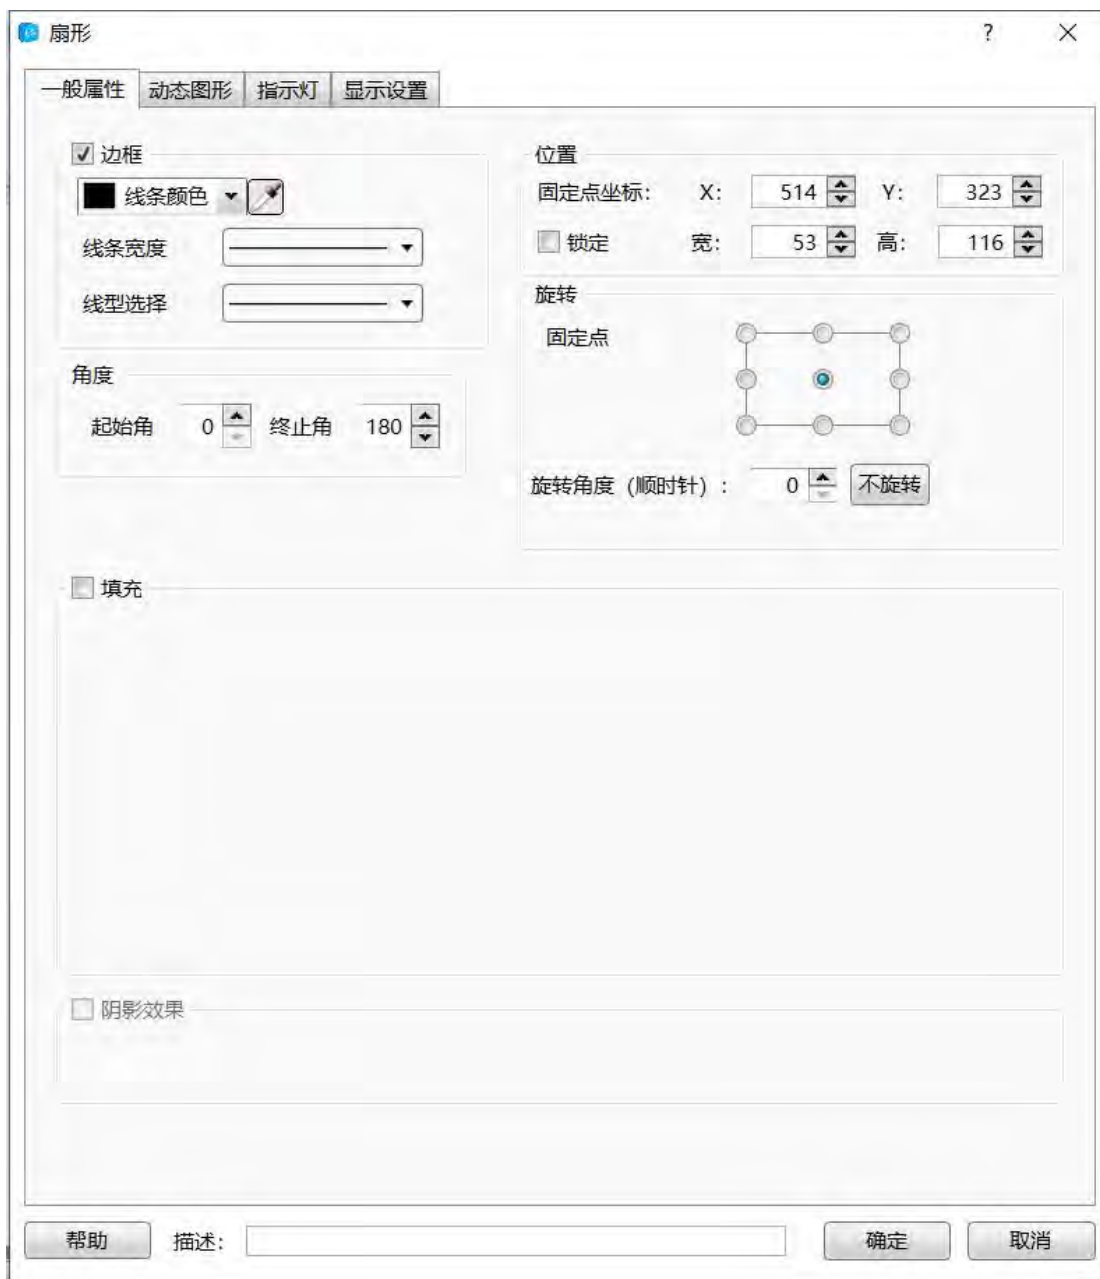 扇形 ?
一般属性 动态图形 指示灯 显示设置
边框
线条颜色
线条宽度
线型选择
角度
起始角 0 终止角 180
位置
固定点坐标: X: 514 Y: 323
锁定 宽: 53 高: 116
旋转
固定点
旋转角度 (顺时针) : 0 不旋转
填充
阴影效果
帮助 描述: 确定 取消